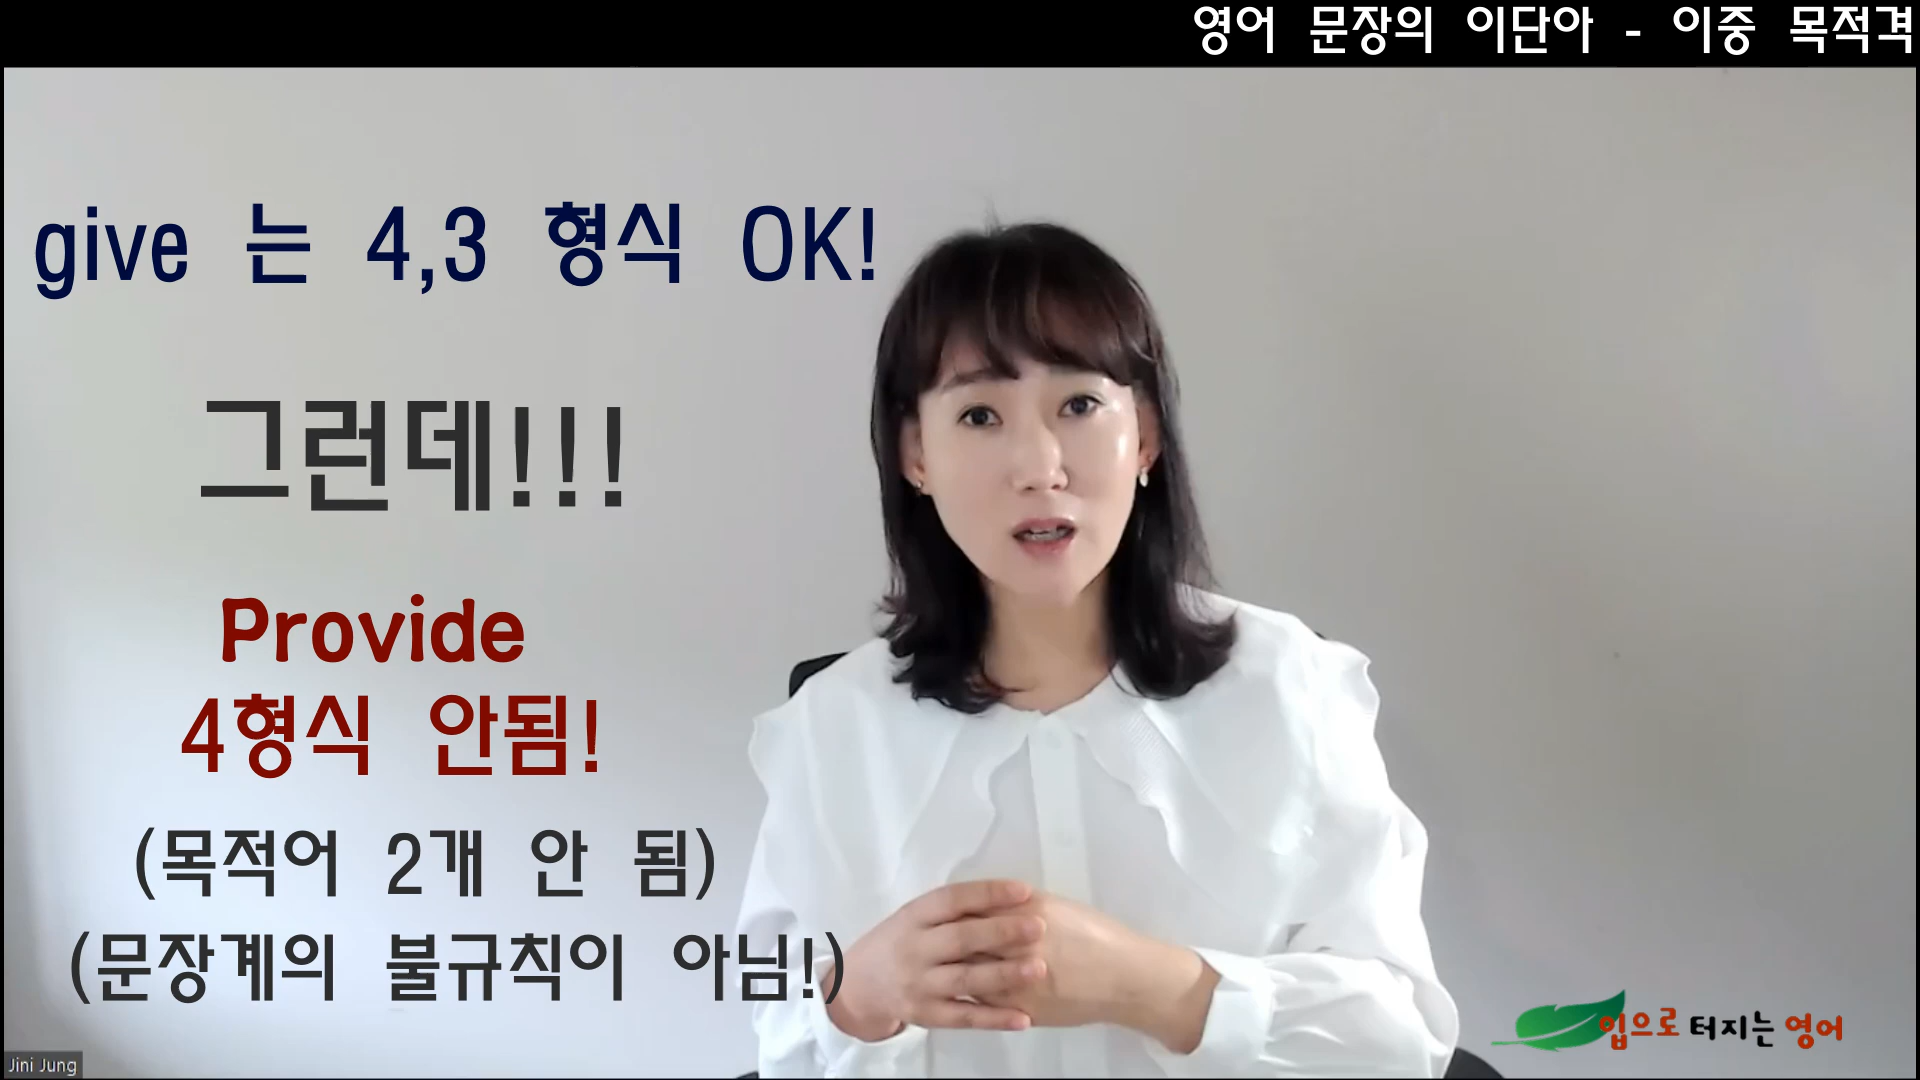 영어 문장의 이단아 - 이중 목적격
give 는 4,3 형식 OK!
그런데!!!
Provide
4형식 안됨!
(목적어 2개 안 됨)
(문장계의 불규칙이 아님!)
입으로 터지는 영어
Jini Jung